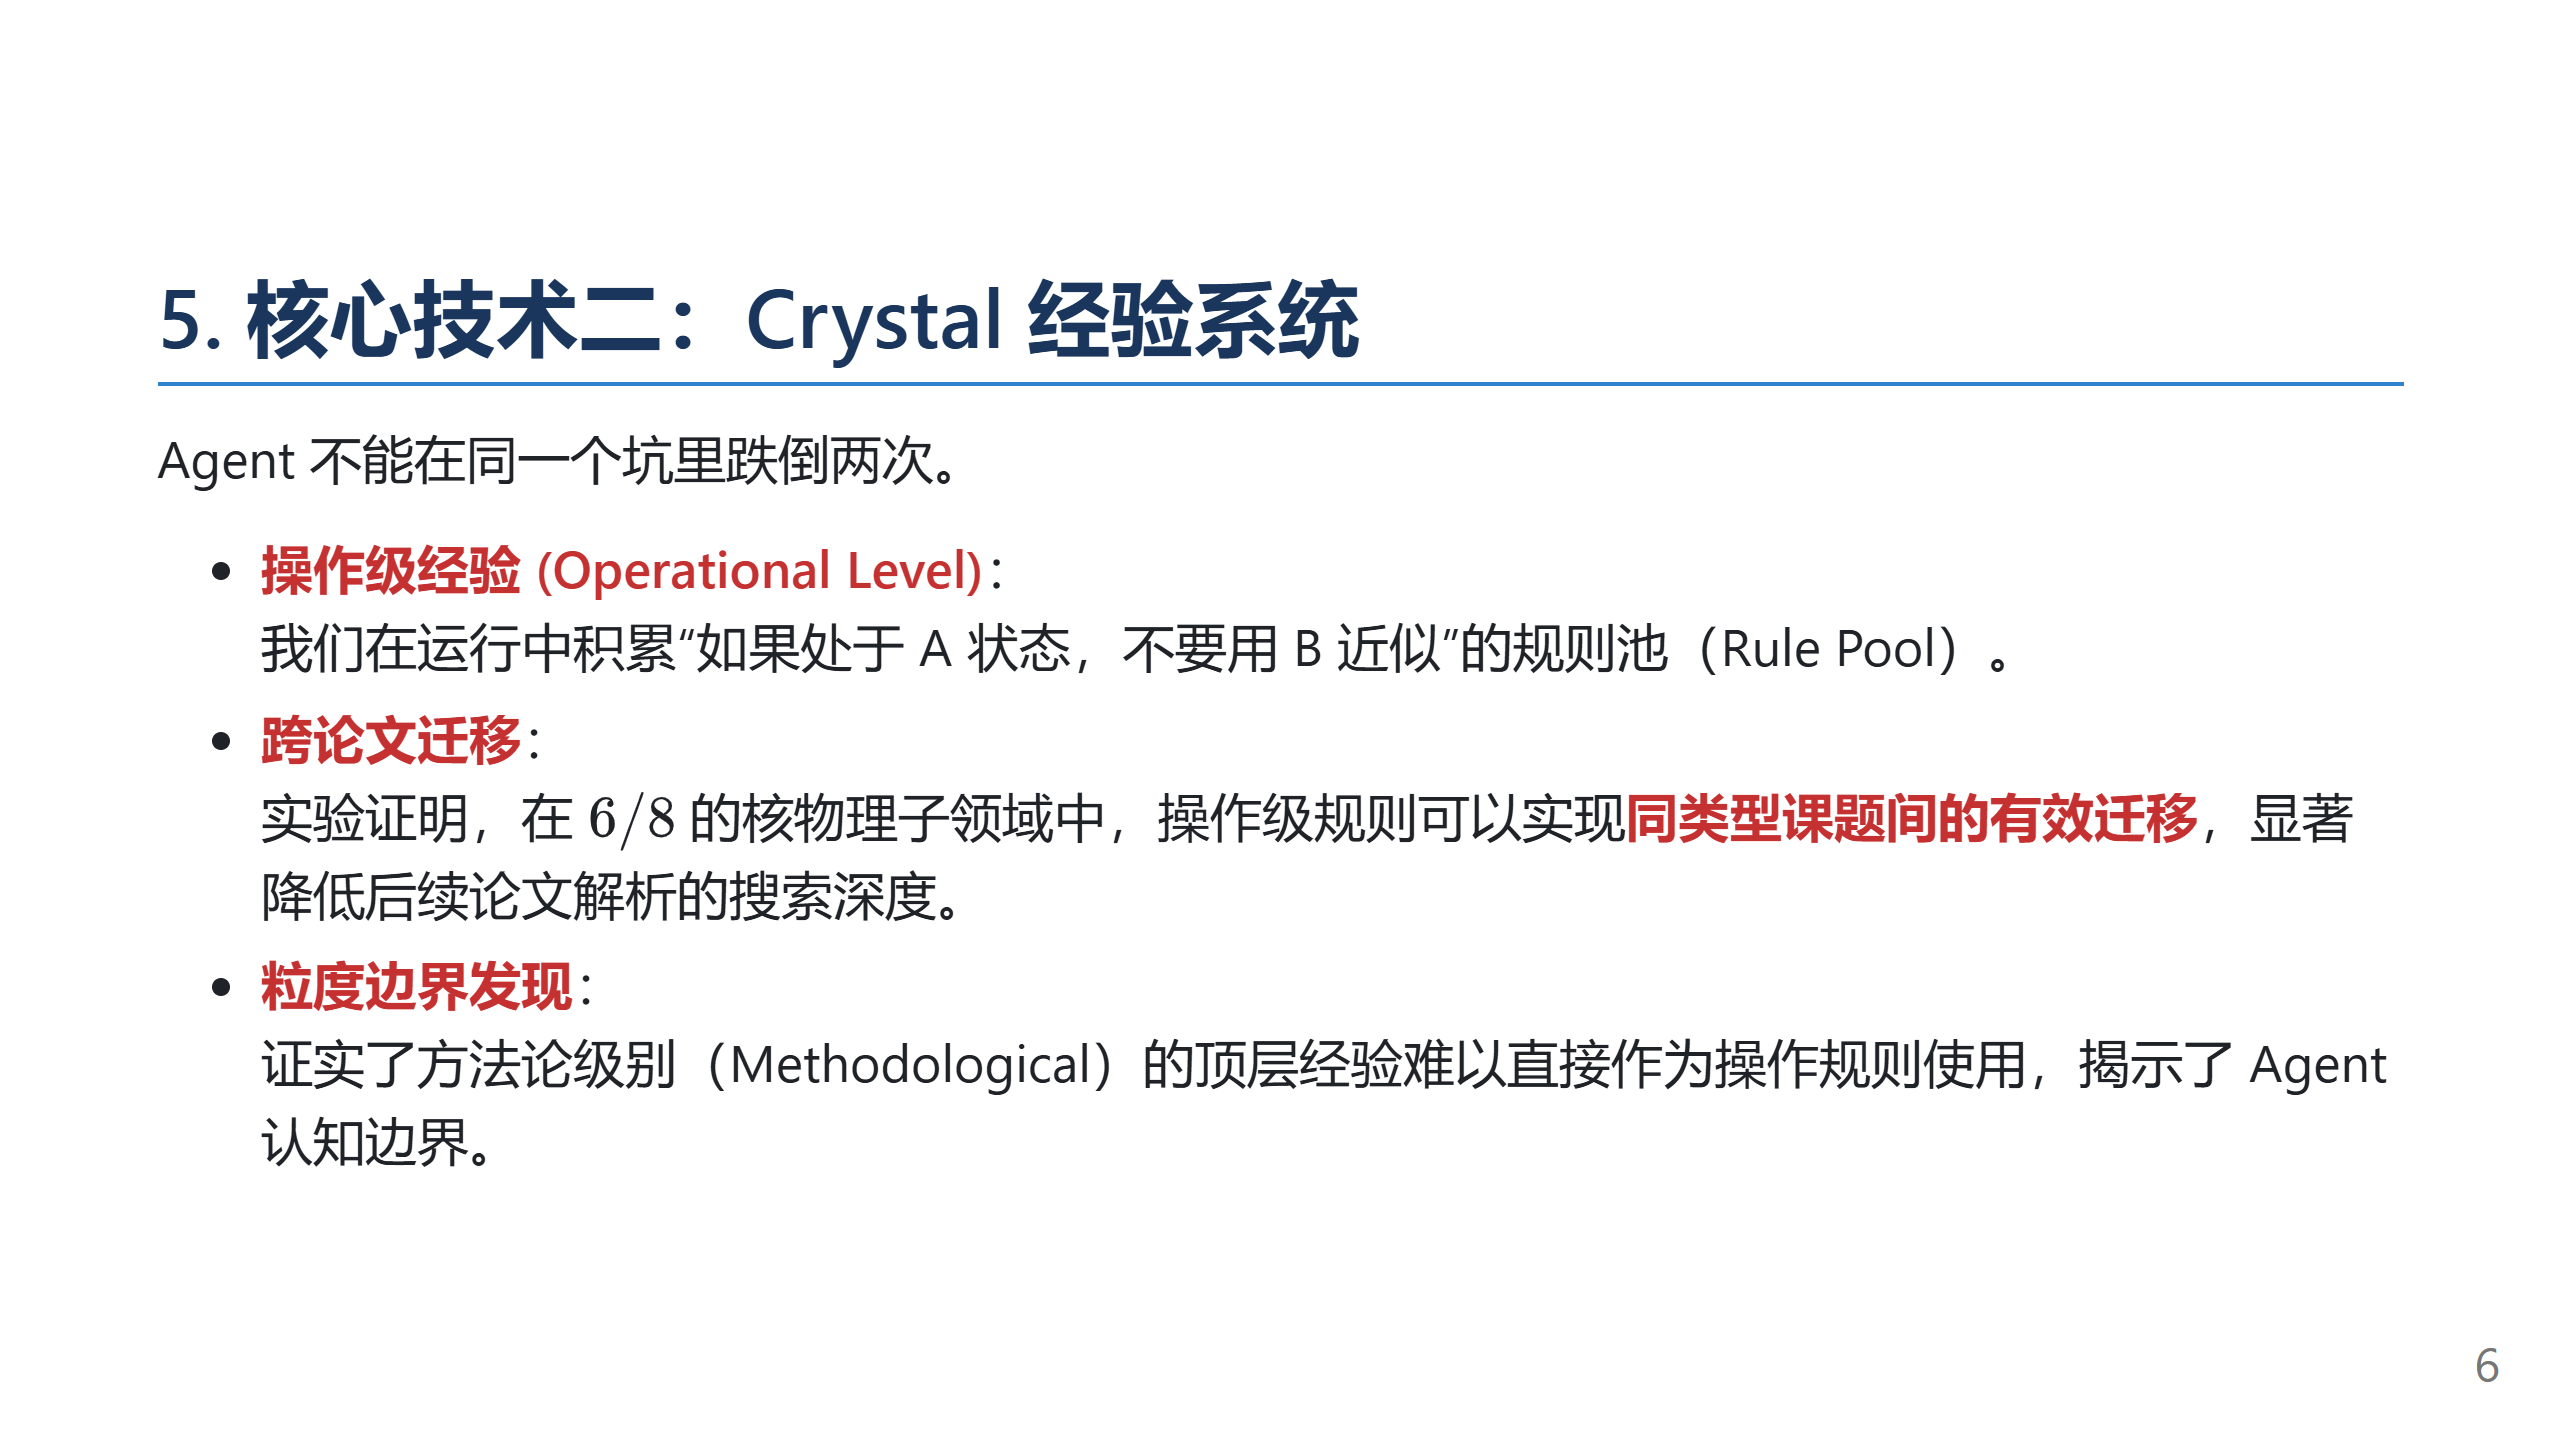 5. 核心技术二：Crystal 经验系统
Agent 不能在同一个坑里跌倒两次。
• 操作级经验 (Operational Level)：
我们在运行中积累“如果处于 A 状态，不要用 B 近似”的规则池（Rule Pool）。
• 跨论文迁移：
实验证明，在 6/8 的核物理子领域中，操作级规则可以实现同类型课题间的有效迁移，显著
降低后续论文解析的搜索深度。
• 粒度边界发现：
证实了方法论级别（Methodological）的顶层经验难以直接作为操作规则使用，揭示了 Agent
认知边界。
6